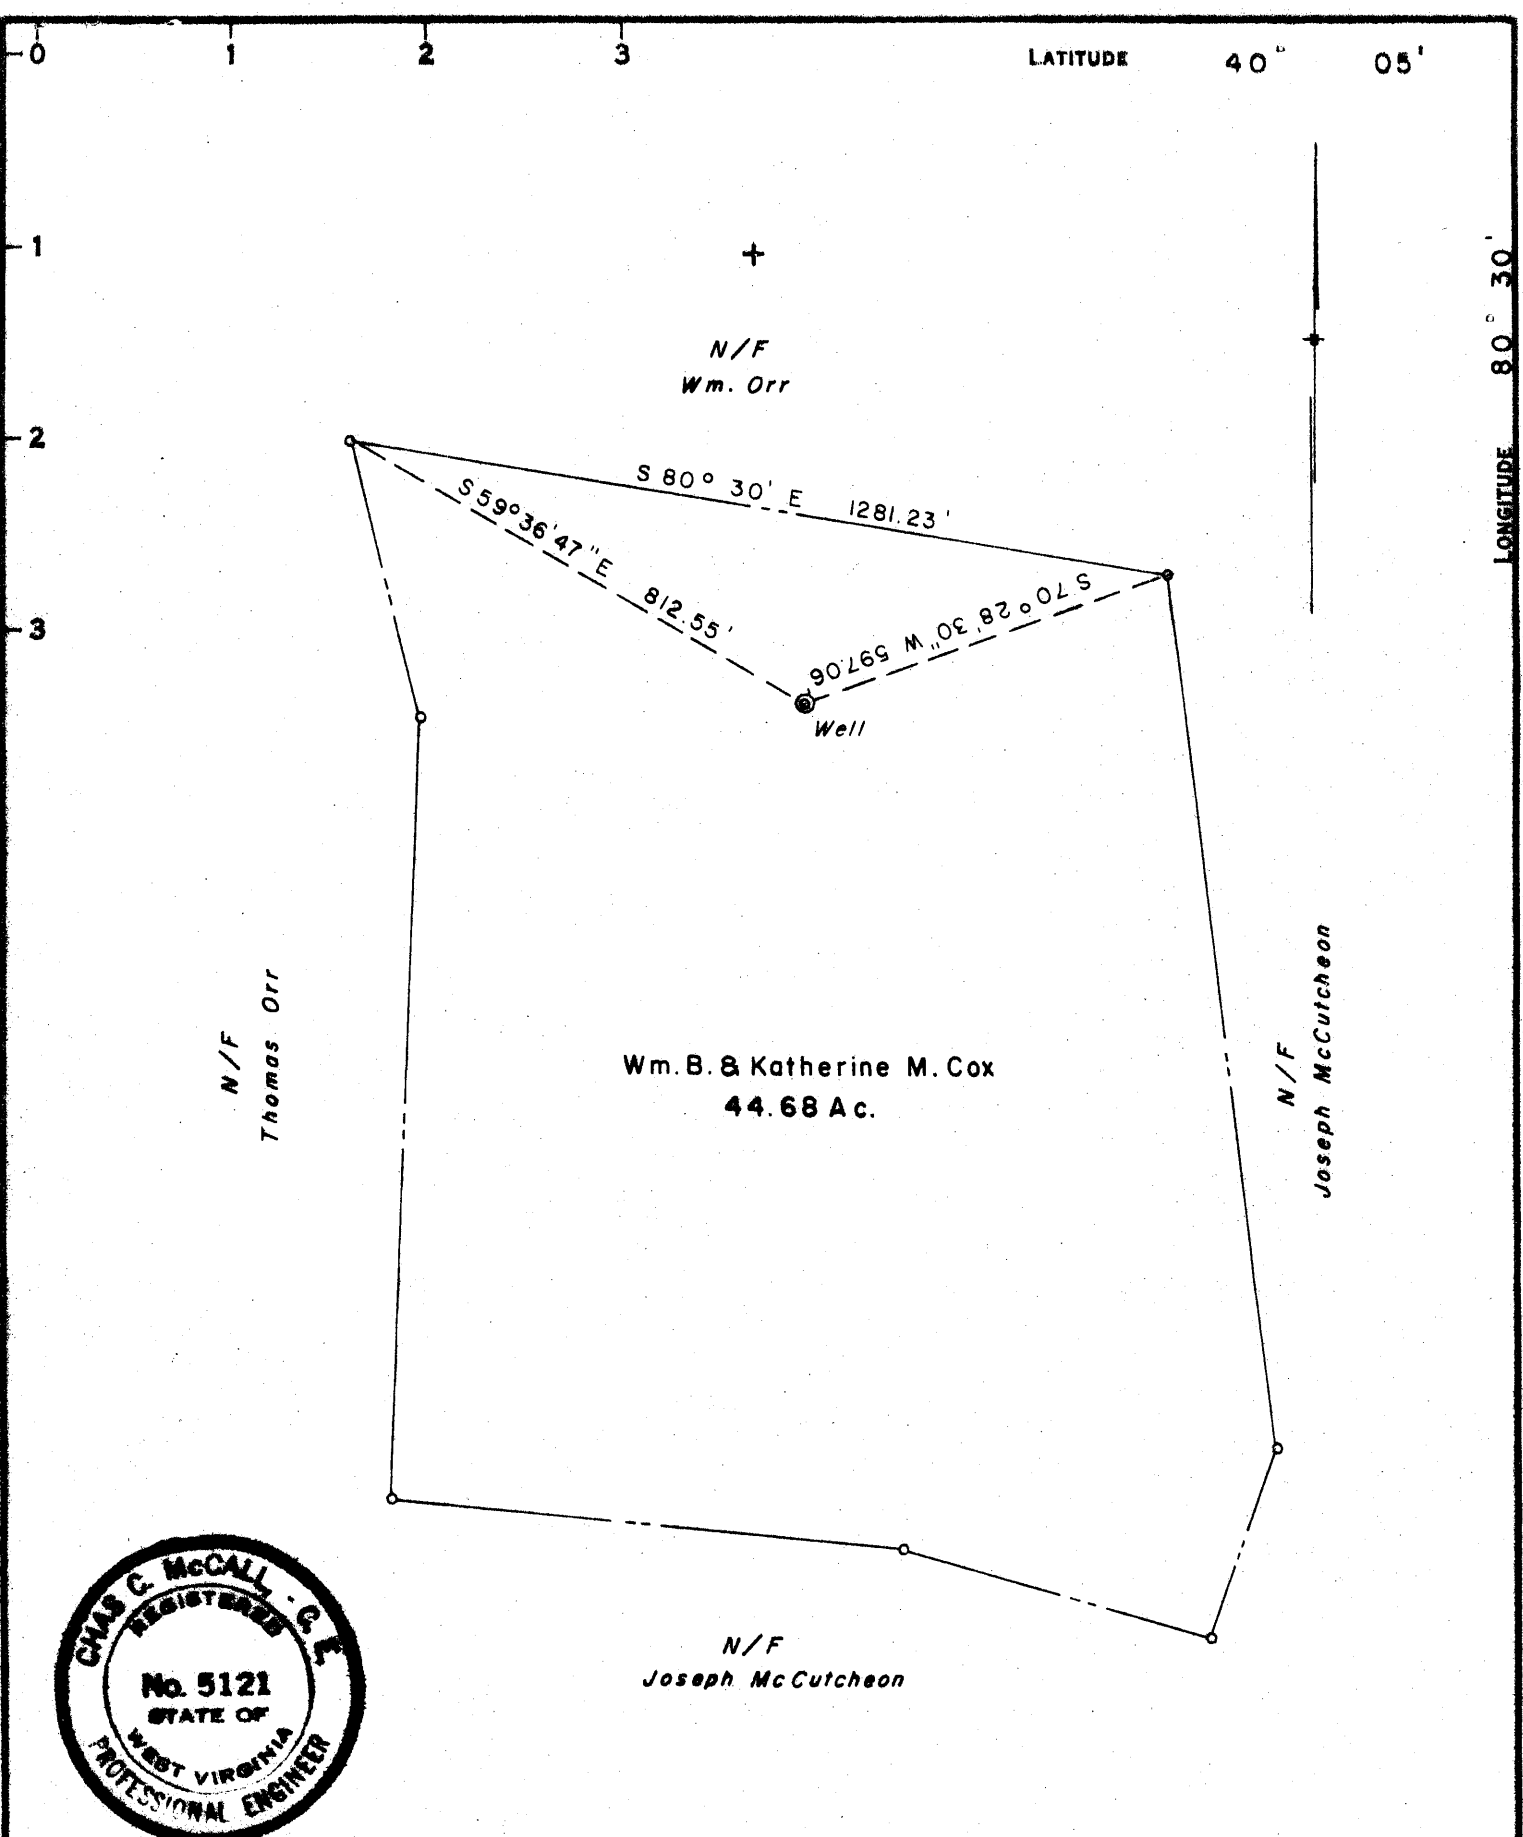 0 1 2 3 LATITUDE 40° 05'
1
LONGITUDE 80° 30'
N/F
Wm. Orr
2
S 80° 30' E 1281.23'
S 59° 36' 47" E 812.55'
S 70° 28' 30" W 597.06'
3
Well
N/F
Thomas Orr
Wm. B. & Katherine M. Cox
44.68 Ac.
N/F
Joseph McCutcheon
N/F
Joseph McCutcheon
CHAS C. McCALL, C. E.
REGISTERED
No. 5121
STATE OF
WEST VIRGINIA
PROFESSIONAL ENGINEER